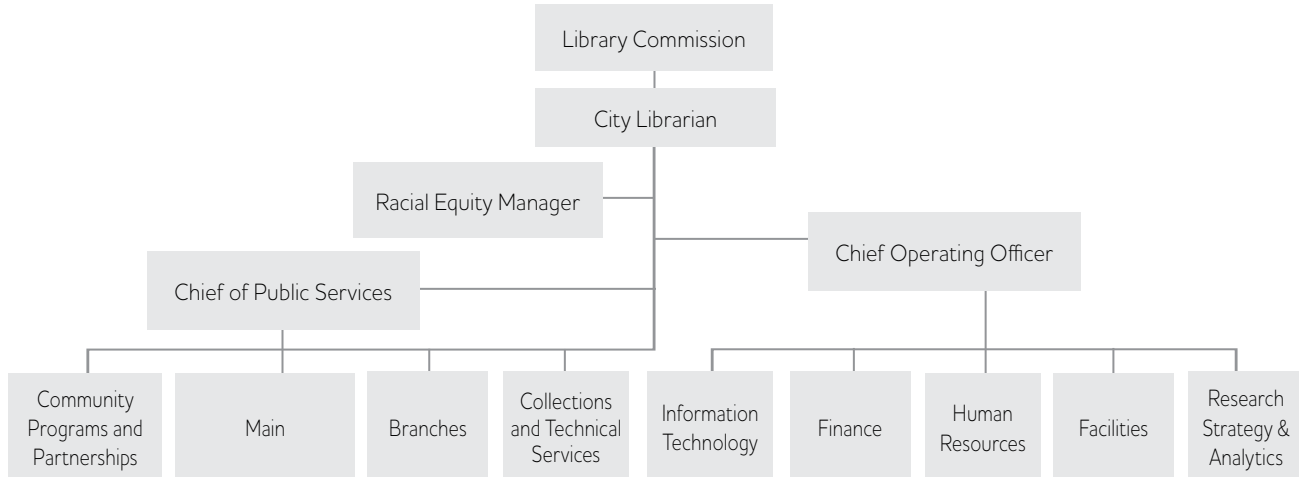 Library Commission
City Librarian
Racial Equity Manager
Chief Operating Officer
Chief of Public Services
Community
Programs and
Partnerships
Main
Branches
Collections
and Technical
Services
Information
Technology
Finance
Human
Resources
Facilities
Research
Strategy &
Analytics